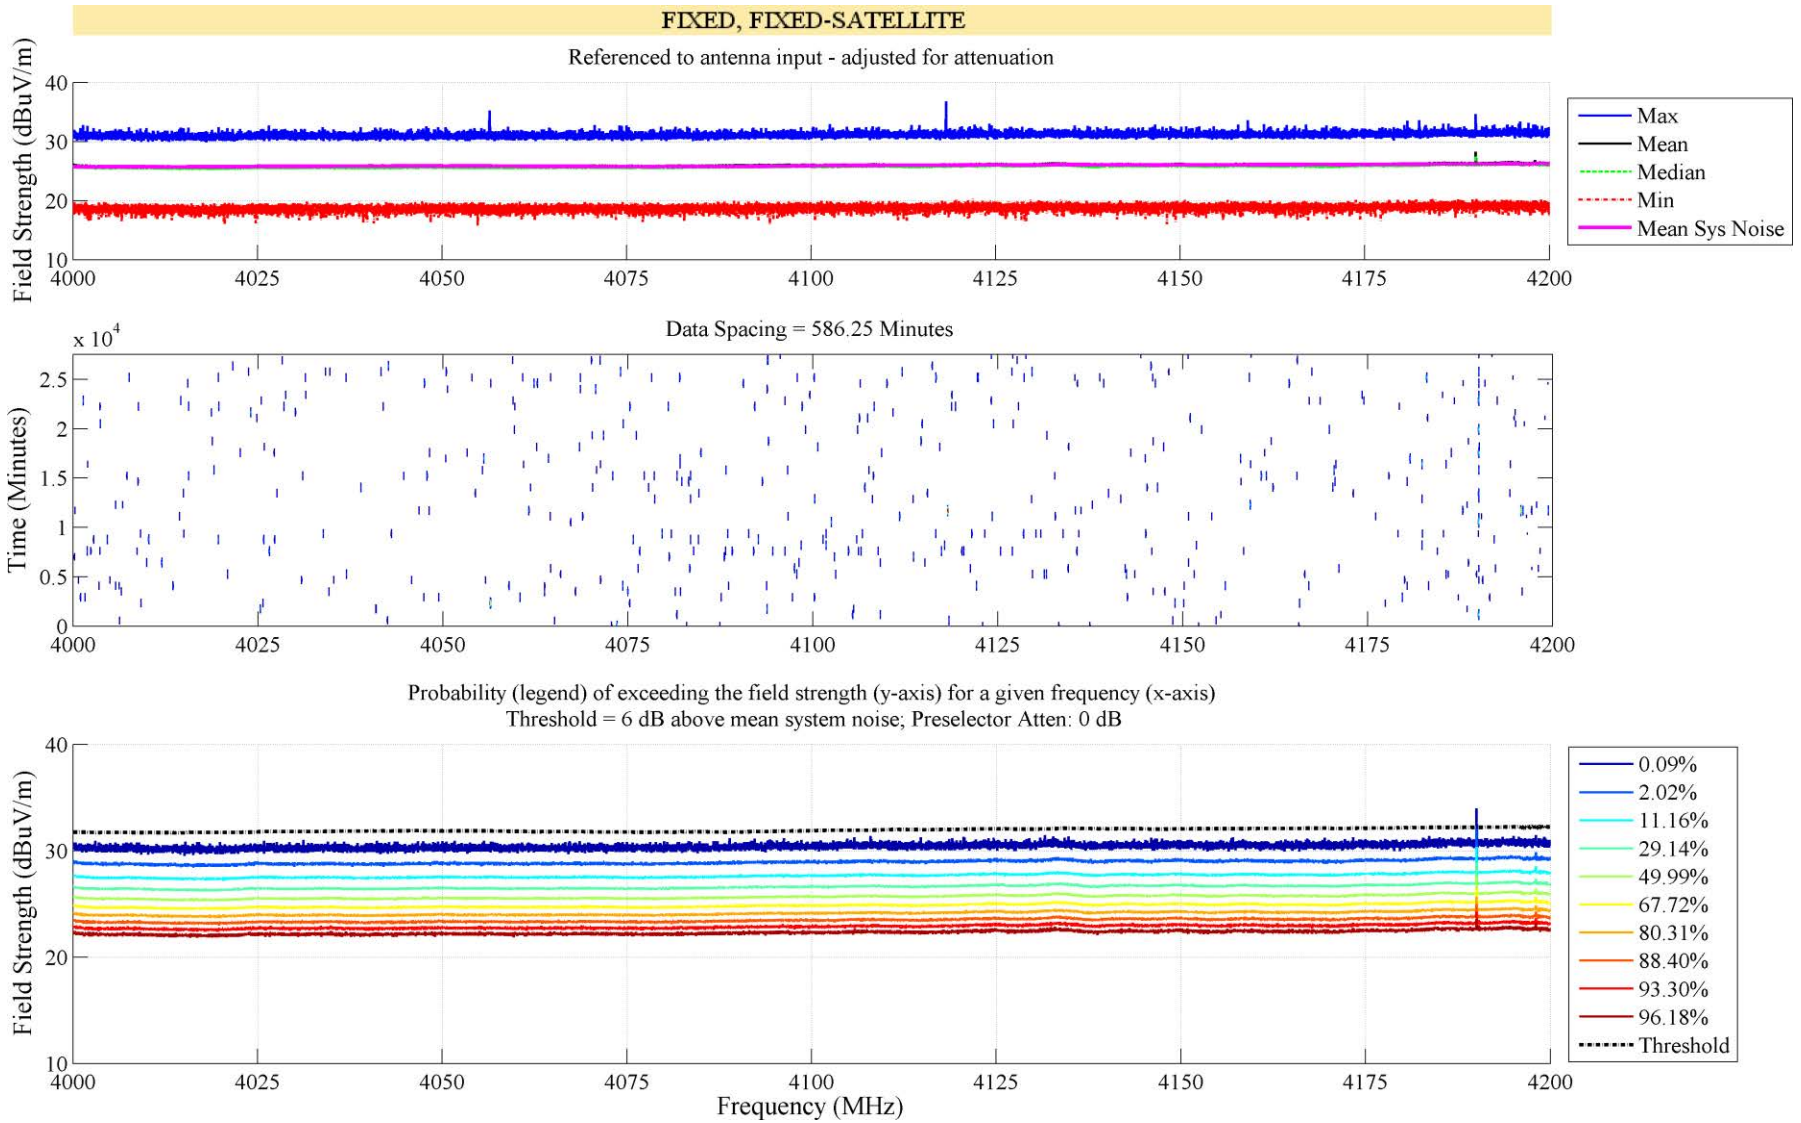 FIXED, FIXED-SATELLITE
Referenced to antenna input - adjusted for attenuation
Field Strength (dBuV/m)
40
30
20
10
4000 4025 4050 4075 4100 4125 4150 4175 4200
Max
Mean
Median
Min
Mean Sys Noise
Data Spacing = 586.25 Minutes
x 10^4
Time (Minutes)
2.5
2
1.5
1
0.5
0
4000 4025 4050 4075 4100 4125 4150 4175 4200
Probability (legend) of exceeding the field strength (y-axis) for a given frequency (x-axis)
Threshold = 6 dB above mean system noise; Preselector Atten: 0 dB
Field Strength (dBuV/m)
40
30
20
10
4000 4025 4050 4075 4100 4125 4150 4175 4200
Frequency (MHz)
0.09%
2.02%
11.16%
29.14%
49.99%
67.72%
80.31%
88.40%
93.30%
96.18%
Threshold